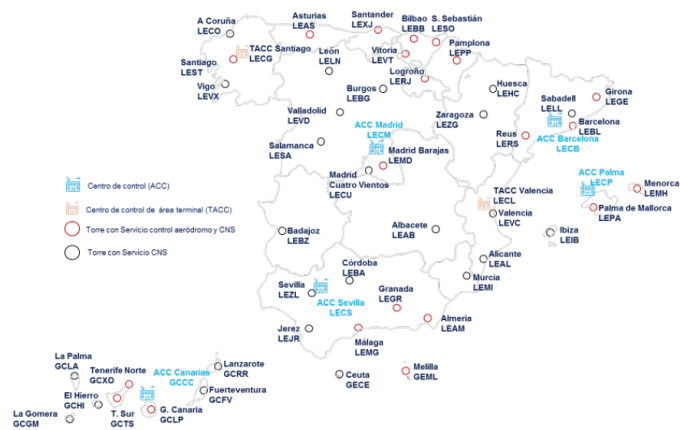 A Coruña
LECO
Asturias
LEAS
Santander
LEXJ
Bilbao
LEBB
S. Sebastián
LESO
TACC Santiago
LECG
León
LELN
Vitoria
LEVT
Pamplona
LEPP
Santiago
LEST
Vigo
LEVX
Logroño
LERJ
Burgos
LEBG
Huesca
LEHC
Girona
LEGE
Sabadell
LELL
Valladolid
LEVD
Zaragoza
LEZG
Barcelona
LEBL
ACC Madrid
LECM
Reus
LERS
ACC Barcelona
LECB
Salamanca
LESA
Madrid Barajas
LEMD
Madrid
Cuatro Vientos
LECU
ACC Palma
LECP
Menorca
LEMH
TACC Valencia
LECL
Palma de Mallorca
LEPA
Valencia
LEVC
Centro de control (ACC)
Centro de control de área terminal (TACC)
Torre con Servicio control aeródromo y CNS
Torre con Servicio CNS
Badajoz
LEBZ
Albacete
LEAB
Ibiza
LEIB
Alicante
LEAL
Córdoba
LEBA
Murcia
LEMI
Sevilla
LEZL
Granada
LEGR
ACC Sevilla
LECS
Almeria
LEAM
Jerez
LEJR
Málaga
LEMG
La Palma
GCLA
Tenerife Norte
GCXO
ACC Canarias
GCCC
Lanzarote
GCRR
Ceuta
GECE
Melilla
GEML
El Hierro
GCHI
Fuerteventura
GCFV
La Gomera
GCGM
T. Sur
GCTS
G. Canaria
GCLP